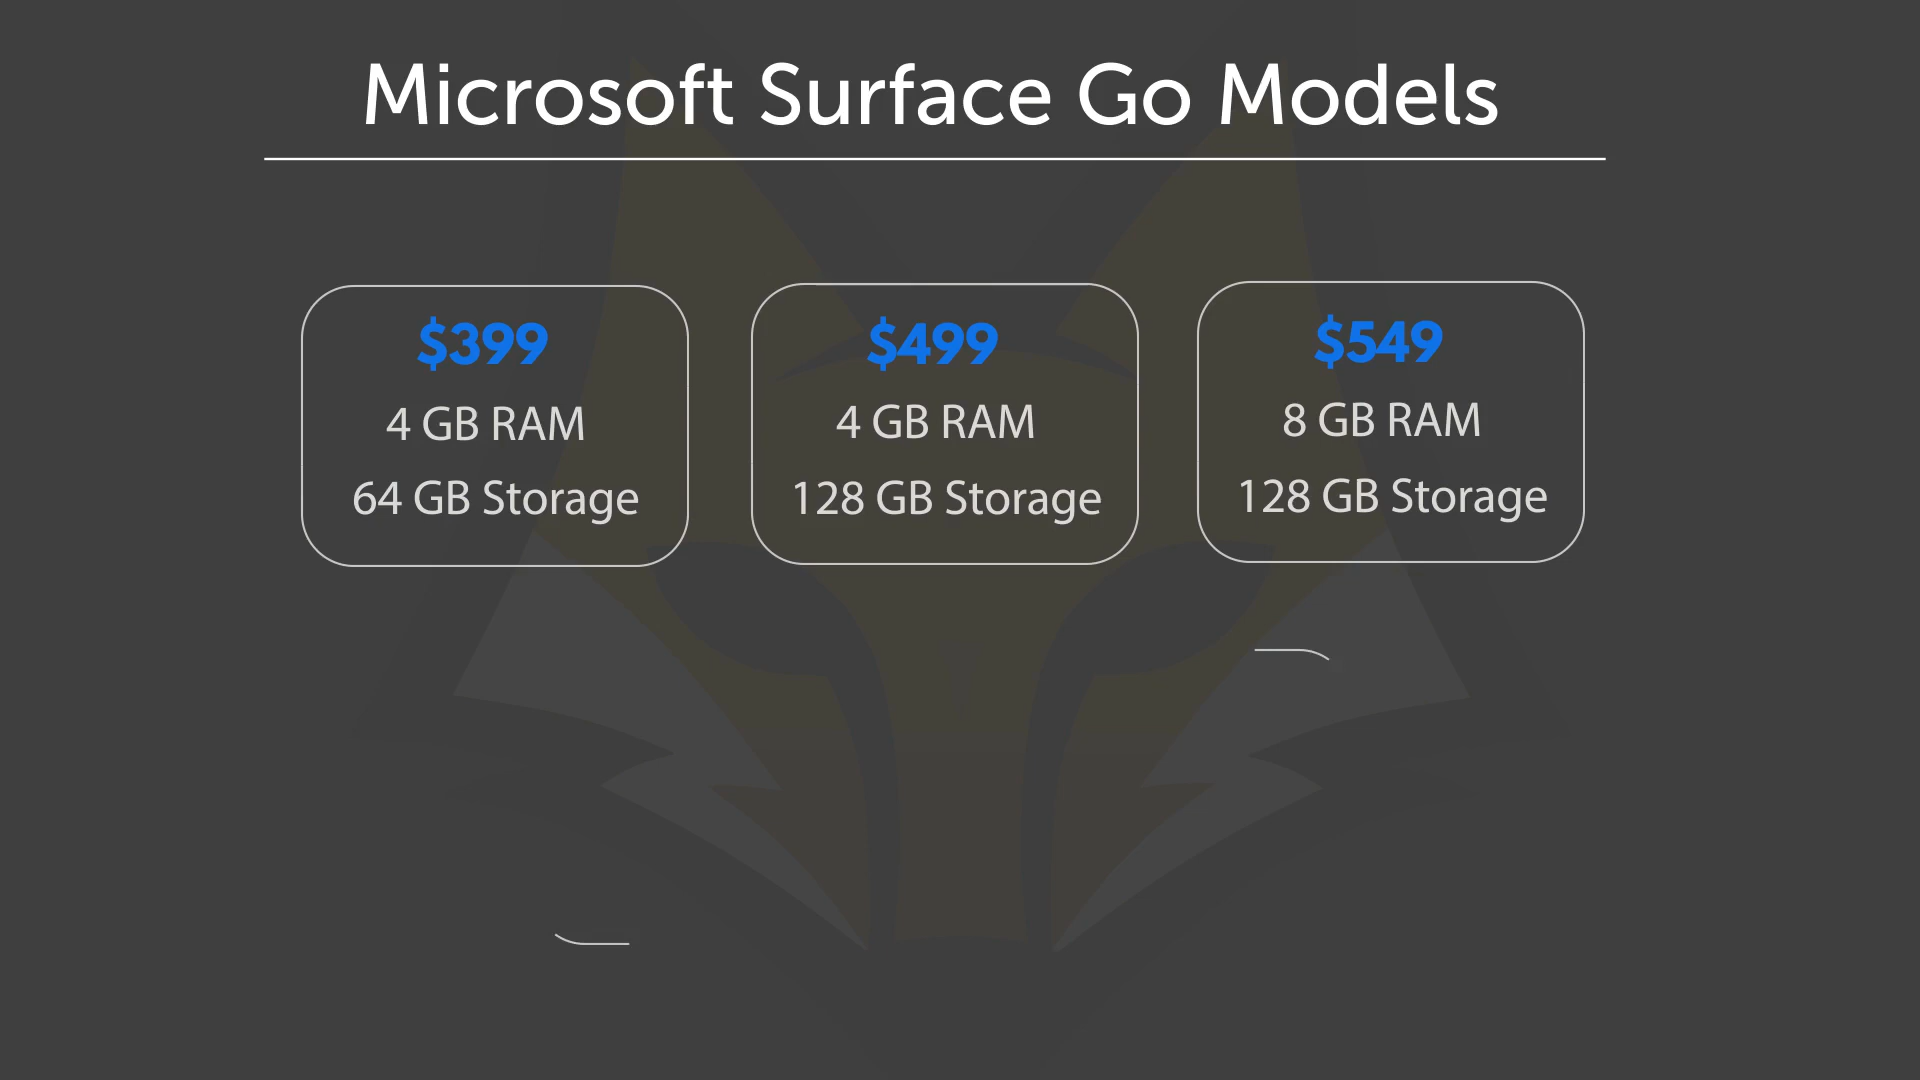 Microsoft Surface Go Models
$399
4 GB RAM
64 GB Storage
$499
4 GB RAM
128 GB Storage
$549
8 GB RAM
128 GB Storage